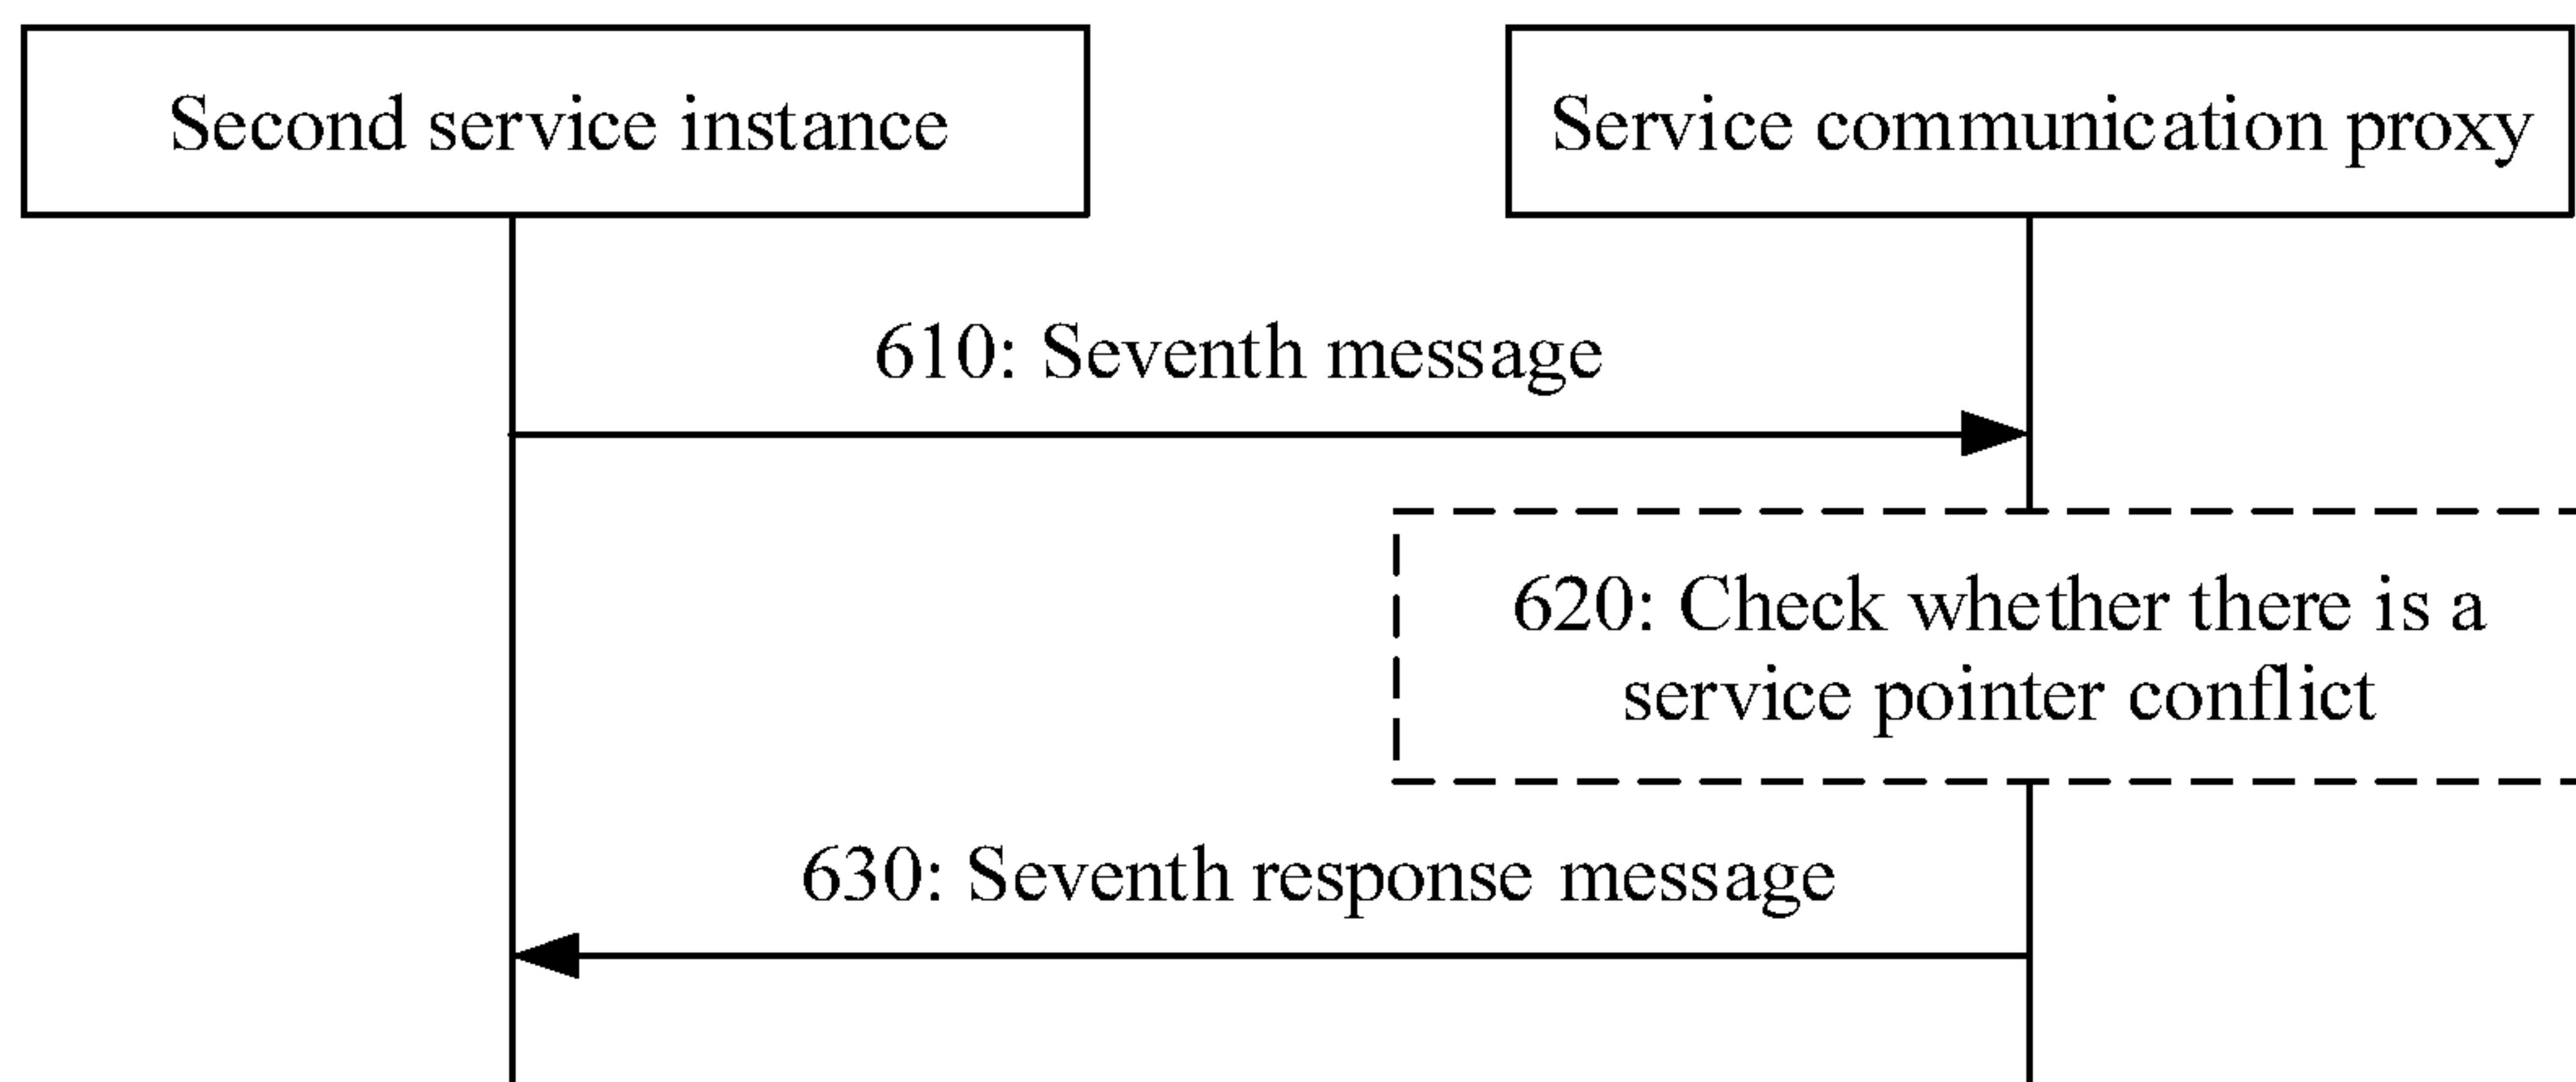 Second service instance
Service communication proxy
610: Seventh message
620: Check whether there is a
service pointer conflict
630: Seventh response message